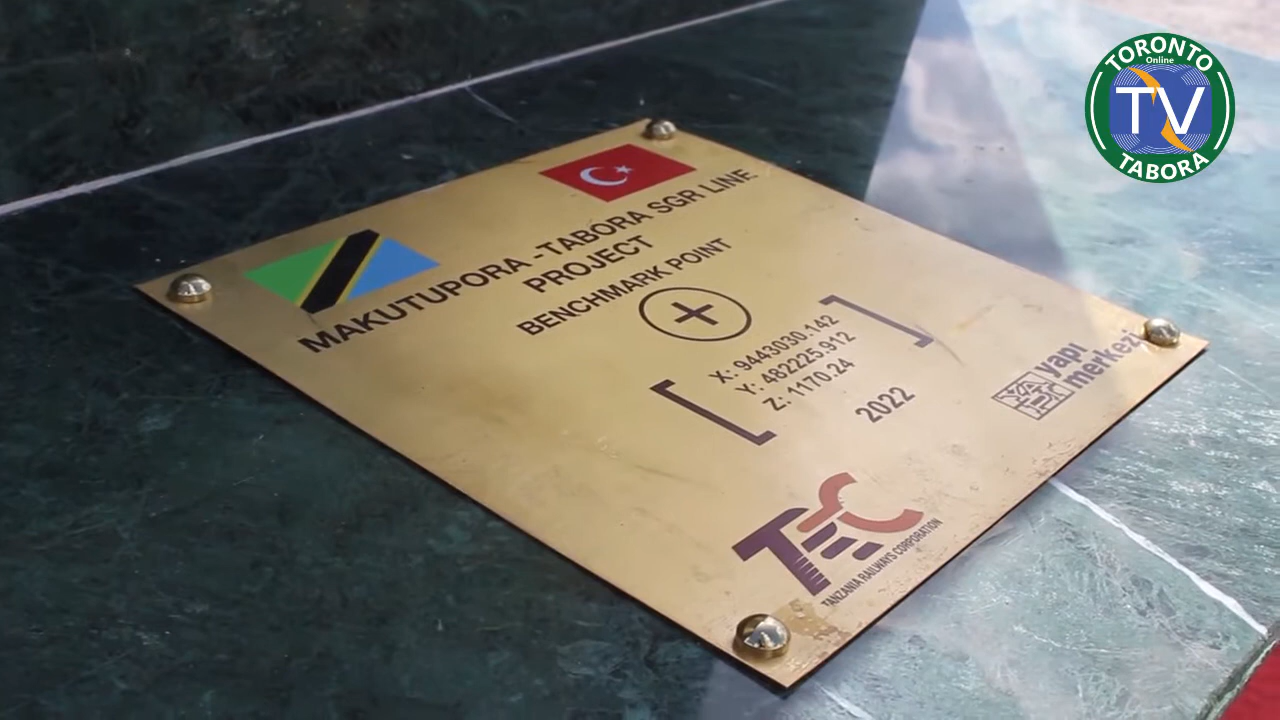 TORONTO
Online
TV
TABORA
MAKUTUPORA -TABORA SGR LINE
PROJECT
BENCHMARK POINT
X: 9443030.142
Y: 482225.912
Z: 1170.24
2022
yapı
merkezi
TRC
TANZANIA RAILWAYS CORPORATION